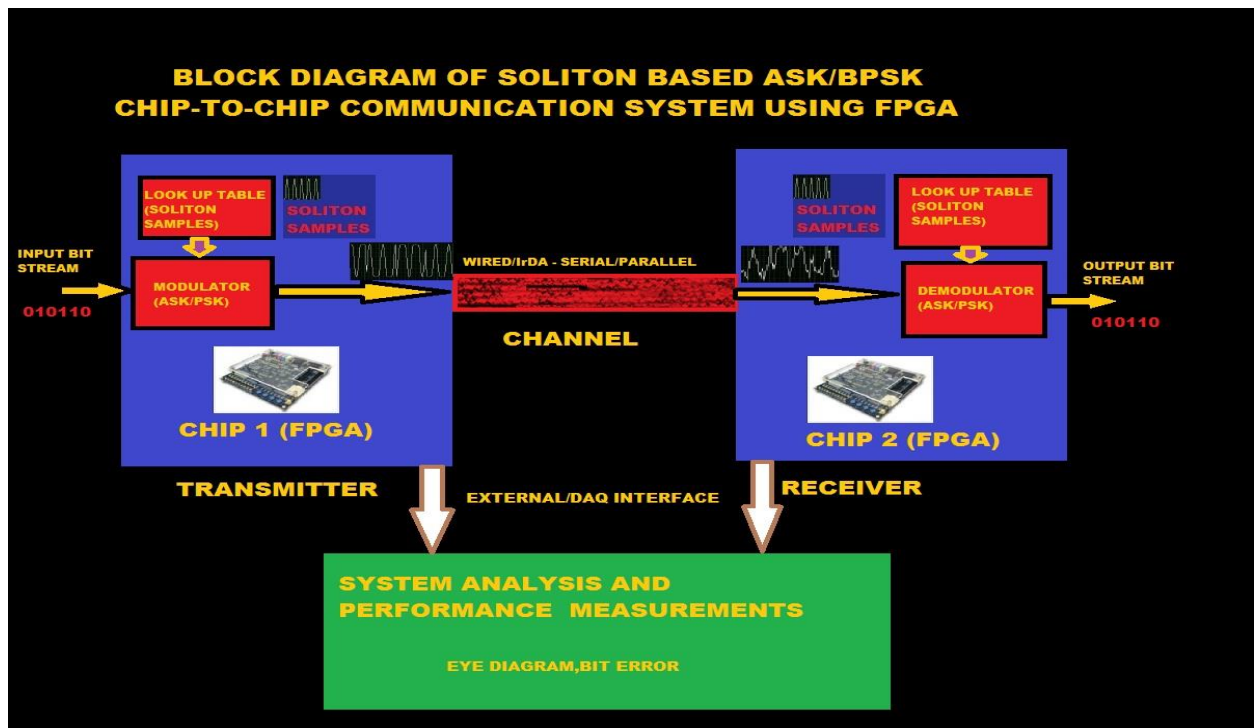 BLOCK DIAGRAM OF SOLITON BASED ASK/BPSK
CHIP-TO-CHIP COMMUNICATION SYSTEM USING FPGA
LOOK UP TABLE
(SOLITON
SAMPLES)
SOLITON
SAMPLES
INPUT BIT
STREAM
010110
MODULATOR
(ASK/PSK)
CHIP 1 (FPGA)
TRANSMITTER
WIRED/IrDA - SERIAL/PARALLEL
CHANNEL
SOLITON
SAMPLES
LOOK UP TABLE
(SOLITON
SAMPLES)
DEMODULATOR
(ASK/PSK)
OUTPUT BIT
STREAM
010110
CHIP 2 (FPGA)
RECEIVER
EXTERNAL/DAQ INTERFACE
SYSTEM ANALYSIS AND
PERFORMANCE MEASUREMENTS
EYE DIAGRAM,BIT ERROR